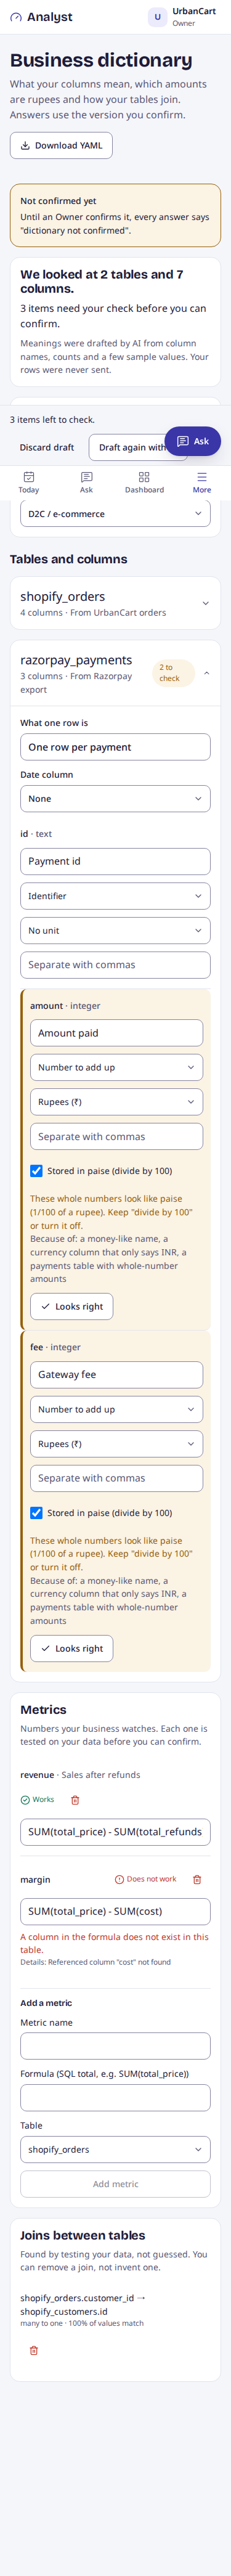 Analyst
U
UrbanCart
Owner
Business dictionary
What your columns mean, which amounts
are rupees and how your tables join.
Answers use the version you confirm.
Download YAML
Not confirmed yet
Until an Owner confirms it, every answer says
"dictionary not confirmed".
We looked at 2 tables and 7
columns.
3 items need your check before you can
confirm.
Meanings were drafted by AI from column
names, counts and a few sample values. Your
rows were never sent.
3 items left to check.
Discard draft
Draft again with
Ask
Today
Ask
Dashboard
More
D2C / e-commerce
Tables and columns
shopify_orders
4 columns · From UrbanCart orders
razorpay_payments
3 columns · From Razorpay
export
2 to
check
What one row is
One row per payment
Date column
None
id · text
Payment id
Identifier
No unit
Separate with commas
amount · integer
Amount paid
Number to add up
Rupees (₹)
Separate with commas
Stored in paise (divide by 100)
These whole numbers look like paise
(1/100 of a rupee). Keep "divide by 100"
or turn it off.
Because of: a money-like name, a
currency column that only says INR, a
payments table with whole-number
amounts
Looks right
fee · integer
Gateway fee
Number to add up
Rupees (₹)
Separate with commas
Stored in paise (divide by 100)
These whole numbers look like paise
(1/100 of a rupee). Keep "divide by 100"
or turn it off.
Because of: a money-like name, a
currency column that only says INR, a
payments table with whole-number
amounts
Looks right
Metrics
Numbers your business watches. Each one is
tested on your data before you can confirm.
revenue · Sales after refunds
Works
SUM(total_price) - SUM(total_refunds
margin
Does not work
SUM(total_price) - SUM(cost)
A column in the formula does not exist in this
table.
Details: Referenced column "cost" not found
Add a metric
Metric name
Formula (SQL total, e.g. SUM(total_price))
Table
shopify_orders
Add metric
Joins between tables
Found by testing your data, not guessed. You
can remove a join, not invent one.
shopify_orders.customer_id →
shopify_customers.id
many to one · 100% of values match